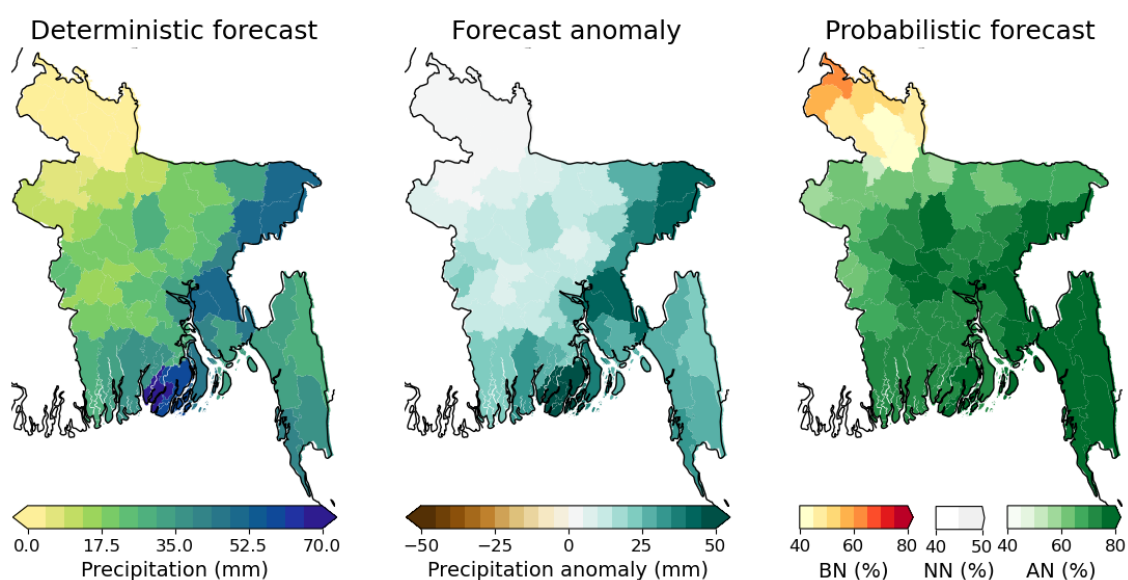 Deterministic forecast
Forecast anomaly
Probabilistic forecast
0.0 17.5 35.0 52.5 70.0
Precipitation (mm)
−50 −25 0 25 50
Precipitation anomaly (mm)
40 60 80
BN (%)
40 50
NN (%)
40 60 80
AN (%)